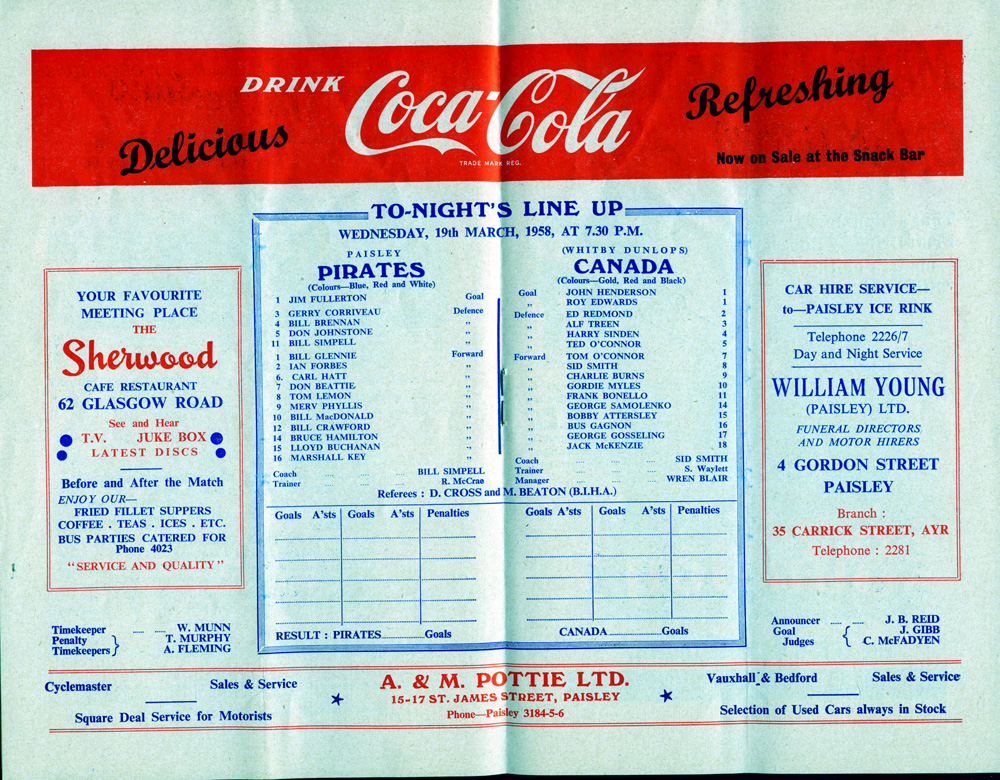 DRINK Coca-Cola
Delicious
Refreshing
TRADE MARK REG.
Now on Sale at the Snack Bar
TO-NIGHT'S LINE UP
WEDNESDAY, 19th MARCH, 1958, AT 7.30 P.M.
PAISLEY
PIRATES
(Colours—Blue, Red and White)
1 JIM FULLERTON Goal
3 GERRY CORRIVEAU Defence
4 BILL BRENNAN ,,
5 DON JOHNSTONE ,,
11 BILL SIMPELL ,,
1 BILL GLENNIE Forward
2 IAN FORBES ,,
6. CARL HATT ,,
7 DON BEATTIE ,,
8 TOM LEMON ,,
9 MERV PHYLLIS ,,
10 BILL MacDONALD ,,
12 BILL CRAWFORD ,,
14 BRUCE HAMILTON ,,
15 LLOYD BUCHANAN ,,
16 MARSHALL KEY ,,
Coach .... .... .... BILL SIMPELL
Trainer .... .... .... R. McCrae
(WHITBY DUNLOPS)
CANADA
(Colours—Gold, Red and Black)
Goal JOHN HENDERSON 1
,, ROY EDWARDS 1
Defence ED REDMOND 2
,, ALF TREEN 3
,, HARRY SINDEN 4
,, TED O'CONNOR 5
Forward TOM O'CONNOR 7
,, SID SMITH 8
,, CHARLIE BURNS 9
,, GORDIE MYLES 10
,, FRANK BONELLO 11
,, GEORGE SAMOLENKO 14
,, BOBBY ATTERSLEY 15
,, BUS GAGNON 16
,, GEORGE GOSSELING 17
,, JACK McKENZIE 18
Coach .... .... .... SID SMITH
Trainer .... .... .... S. Waylett
Manager .... .... .... WREN BLAIR
Referees : D. CROSS and M. BEATON (B.I.H.A.)
Goals A'sts Goals A'sts Penalties
Goals A'sts Goals A'sts Penalties
RESULT : PIRATES Goals
CANADA Goals
YOUR FAVOURITE
MEETING PLACE
THE
Sherwood
CAFE RESTAURANT
62 GLASGOW ROAD
See and Hear
T.V. JUKE BOX
LATEST DISCS
Before and After the Match
ENJOY OUR—
FRIED FILLET SUPPERS
COFFEE . TEAS . ICES . ETC.
BUS PARTIES CATERED FOR
Phone 4023
"SERVICE AND QUALITY"
CAR HIRE SERVICE—
to—PAISLEY ICE RINK
Telephone 2226/7
Day and Night Service
WILLIAM YOUNG
(PAISLEY) LTD.
FUNERAL DIRECTORS
AND MOTOR HIRERS
4 GORDON STREET
PAISLEY
Branch :
35 CARRICK STREET, AYR
Telephone : 2281
Timekeeper .... .... W. MUNN
Penalty Timekeepers } T. MURPHY
A. FLEMING
Announcer .... .... J. B. REID
Goal Judges { J. GIBB
C. McFADYEN
Cyclemaster Sales & Service
Square Deal Service for Motorists
A. & M. POTTIE LTD.
15-17 ST. JAMES STREET, PAISLEY
Phone—Paisley 3184-5-6
Vauxhall & Bedford Sales & Service
Selection of Used Cars always in Stock